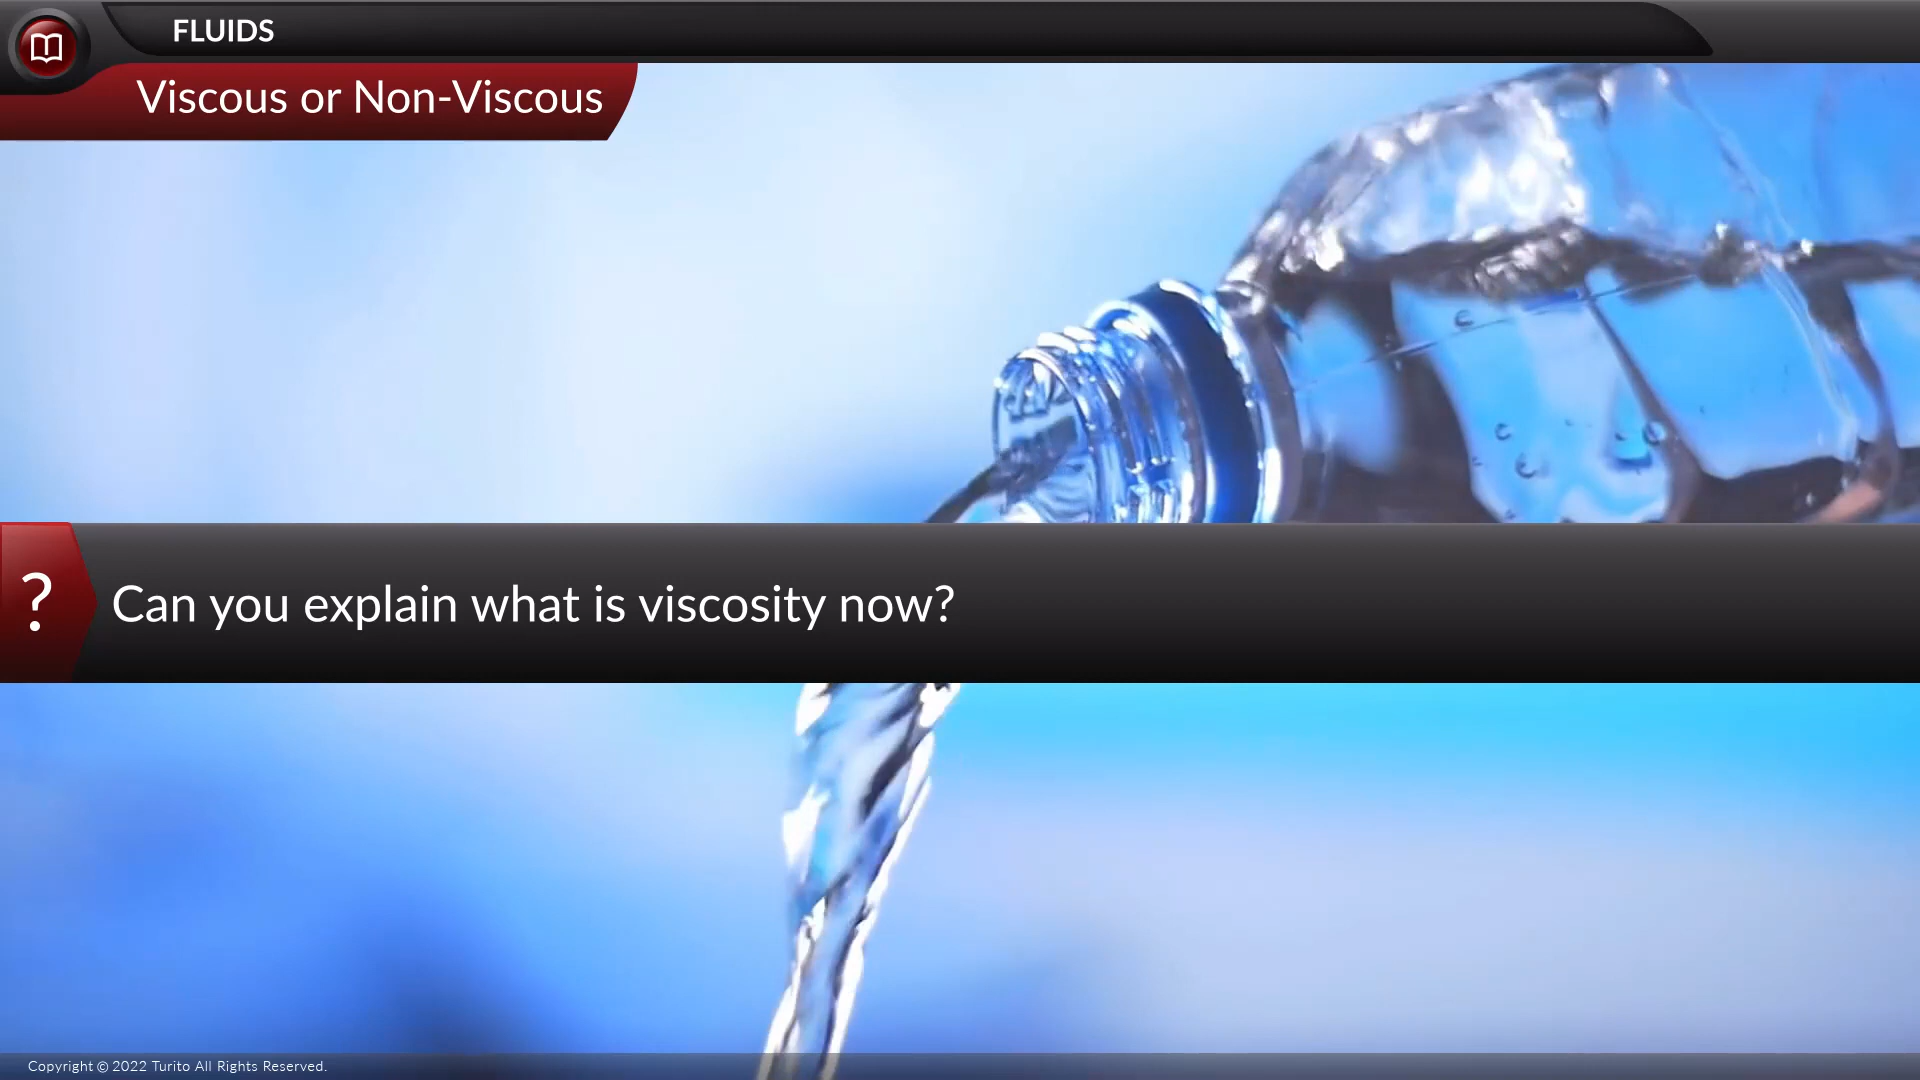 FLUIDS
Viscous or Non-Viscous
?
Can you explain what is viscosity now?
Copyright © 2022 Turito All Rights Reserved.